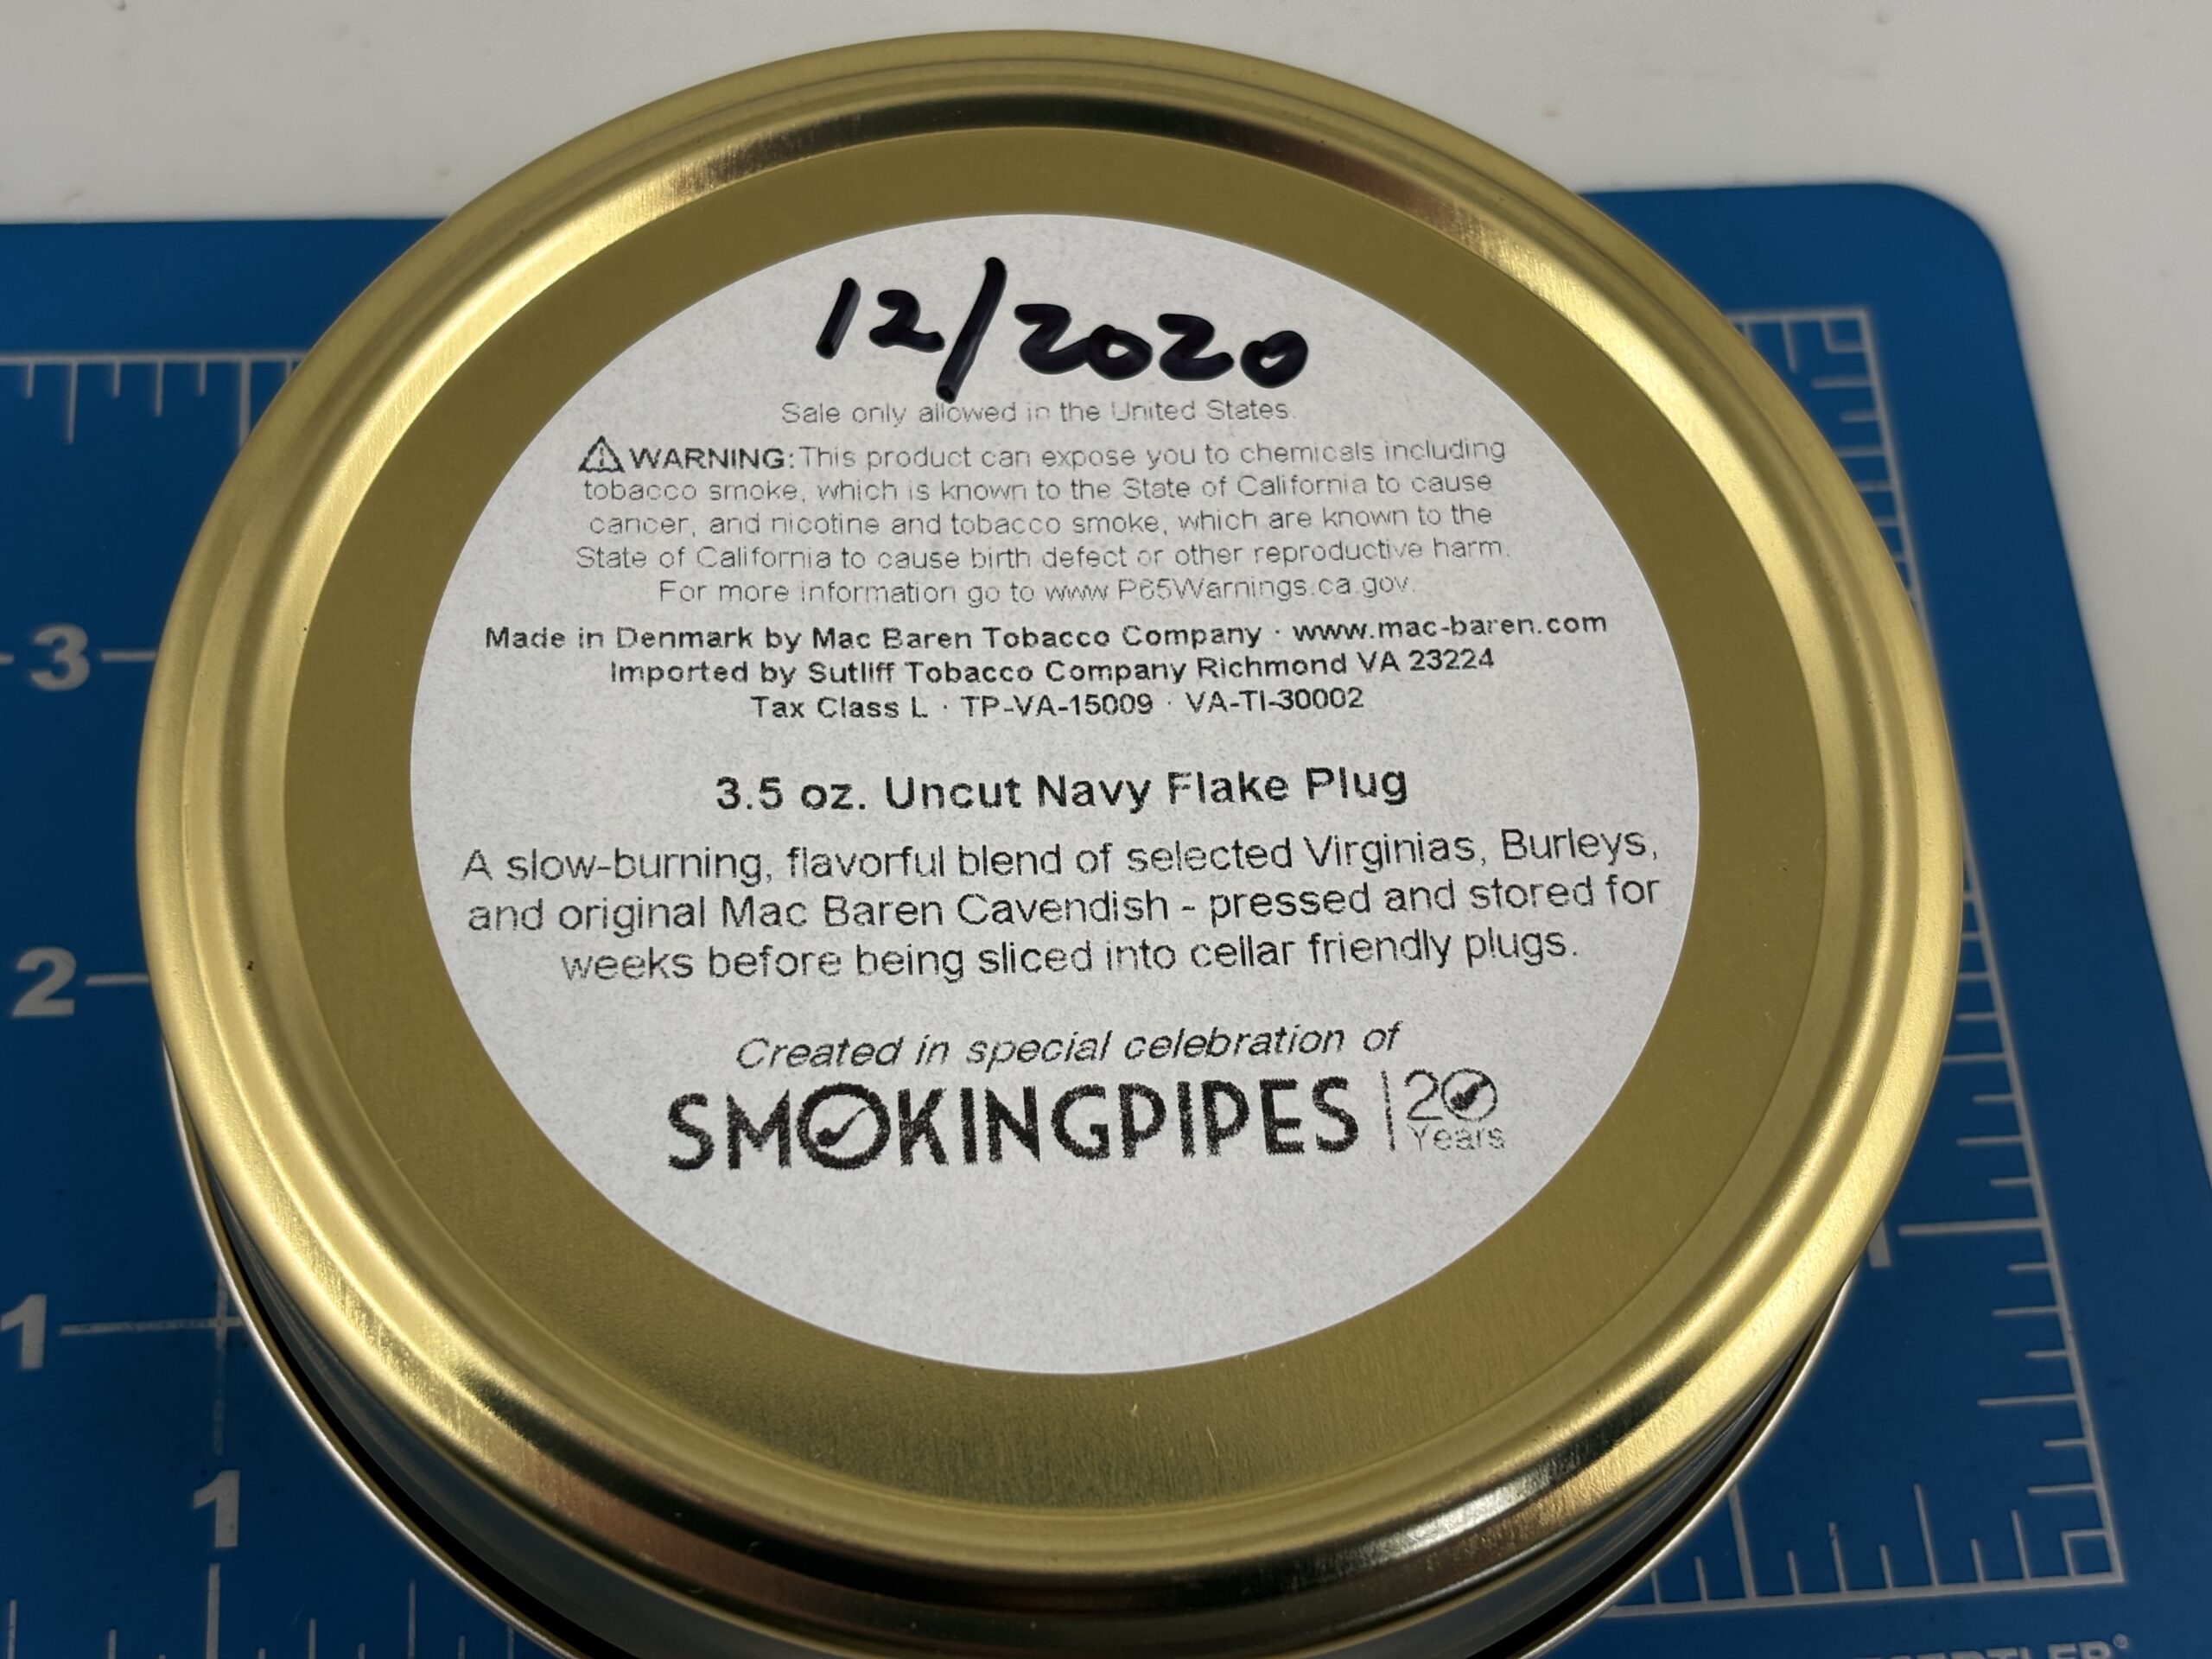 12/2020
Sale only allowed in the United States.
⚠ WARNING: This product can expose you to chemicals including
tobacco smoke, which is known to the State of California to cause
cancer, and nicotine and tobacco smoke, which are known to the
State of California to cause birth defect or other reproductive harm.
For more information go to www.P65Warnings.ca.gov.
Made in Denmark by Mac Baren Tobacco Company · www.mac-baren.com
Imported by Sutliff Tobacco Company Richmond VA 23224
Tax Class L · TP-VA-15009 · VA-TI-30002
3.5 oz. Uncut Navy Flake Plug
A slow-burning, flavorful blend of selected Virginias, Burleys,
and original Mac Baren Cavendish - pressed and stored for
weeks before being sliced into cellar friendly plugs.
Created in special celebration of
SMOKINGPIPES | 20
Years
3
2
1
1